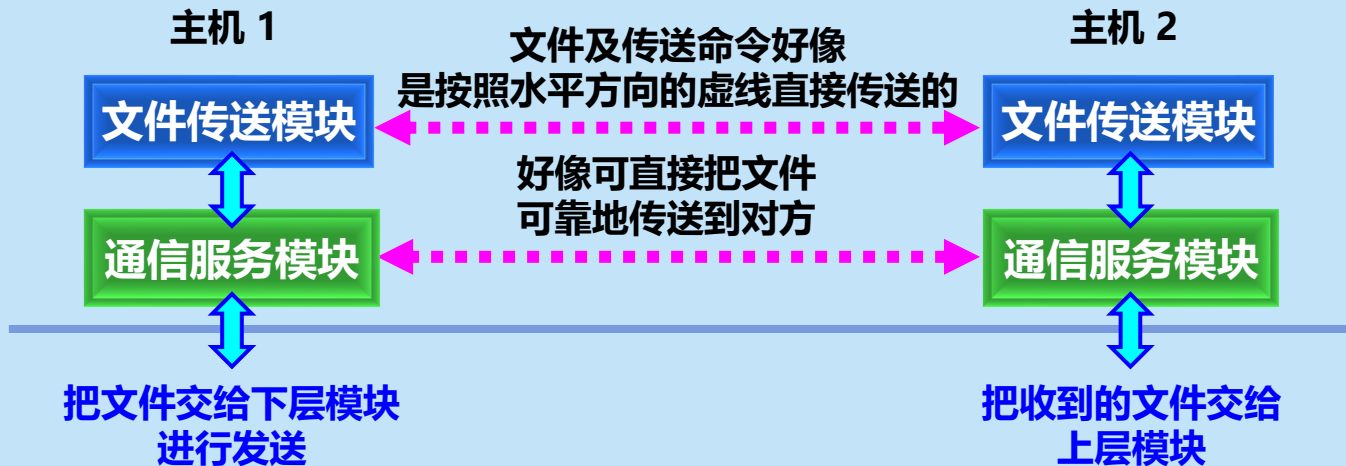 主机 1
主机 2
文件及传送命令好像
是按照水平方向的虚线直接传送的
文件传送模块
文件传送模块
好像可直接把文件
可靠地传送到对方
通信服务模块
通信服务模块
把文件交给下层模块
进行发送
把收到的文件交给
上层模块